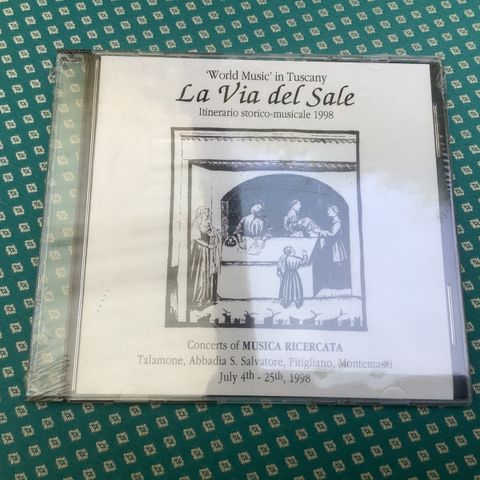 'World Music' in Tuscany
La Via del Sale
Itinerario storico-musicale 1998
Concerts of MUSICA RICERCATA
Talamone, Abbadia S. Salvatore, Pitigliano, Montemassi
July 4th - 25th, 1998